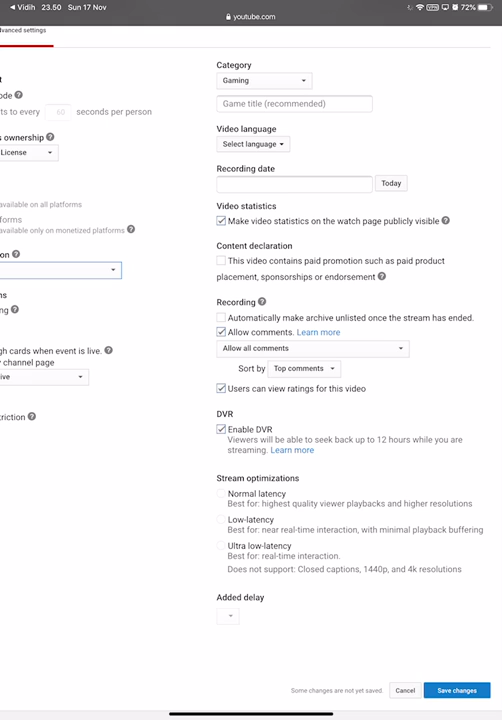 Vidih 23.50 Sun 17 Nov VPN 72%
youtube.com
dvanced settings
t
ode
ts to every 60 seconds per person
s ownership
License
available on all platforms
forms
available only on monetized platforms
on
ns
ng
gh cards when event is live.
r channel page
ive
triction
Category
Gaming
Game title (recommended)
Video language
Select language
Recording date
Today
Video statistics
Make video statistics on the watch page publicly visible
Content declaration
This video contains paid promotion such as paid product
placement, sponsorships or endorsement
Recording
Automatically make archive unlisted once the stream has ended.
Allow comments. Learn more
Allow all comments
Sort by Top comments
Users can view ratings for this video
DVR
Enable DVR
Viewers will be able to seek back up to 12 hours while you are
streaming. Learn more
Stream optimizations
Normal latency
Best for: highest quality viewer playbacks and higher resolutions
Low-latency
Best for: near real-time interaction, with minimal playback buffering
Ultra low-latency
Best for: real-time interaction.
Does not support: Closed captions, 1440p, and 4k resolutions
Added delay
Some changes are not yet saved. Cancel Save changes